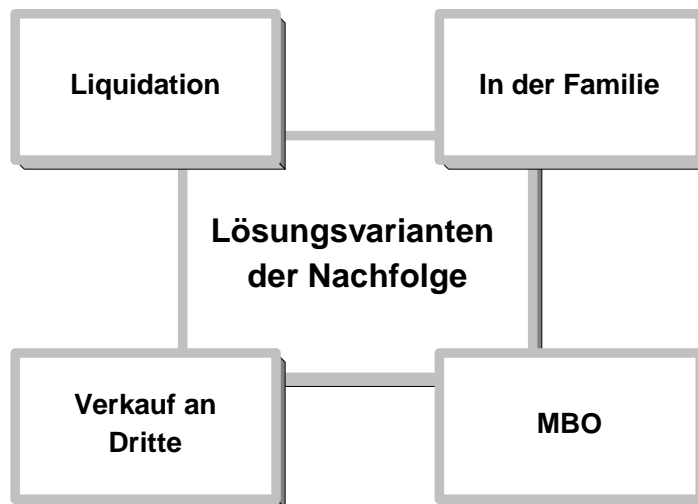 Liquidation
In der Familie
Lösungsvarianten
der Nachfolge
Verkauf an
Dritte
MBO